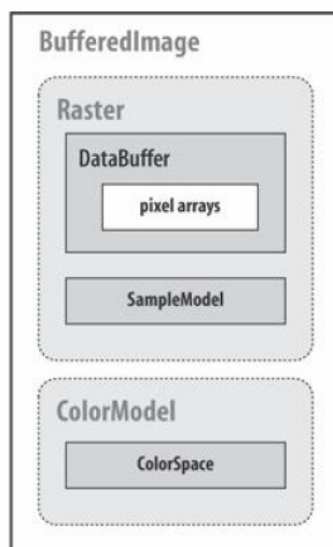 BufferedImage
Raster
DataBuffer
pixel arrays
SampleModel
ColorModel
ColorSpace